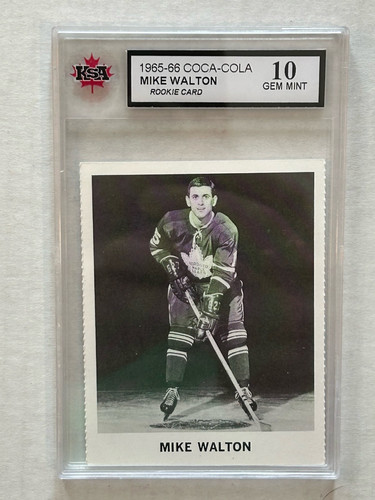 KSA
1965-66 COCA-COLA
MIKE WALTON
ROOKIE CARD
10
GEM MINT
MIKE WALTON